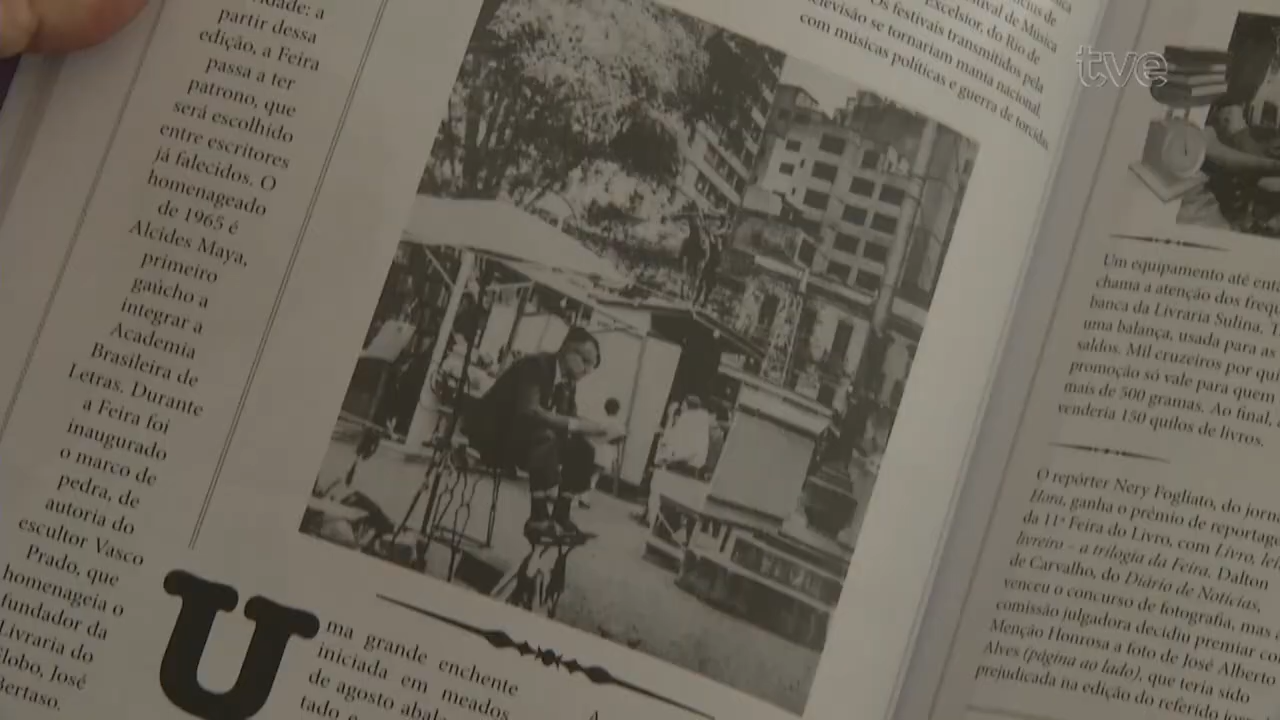 partir dessa
edição, a Feira
passa a ter
patrono, que
será escolhido
entre escritores
já falecidos. O
homenageado
de 1965 é
Alcides Maya,
primeiro
gaúcho a
integrar a
Academia
Brasileira de
Letras. Durante
a Feira foi
inaugurado
o marco de
pedra, de
autoria do
escultor Vasco
Prado, que
homenageia o
fundador da
Livraria do
Globo, José
Bertaso.
Uma grande enchente
iniciada em meados
de agosto
Música
Excelsior, do Rio de
Os festivais transmitidos pela
televisão se tornariam mania nacional,
com músicas políticas e guerra de torcida.
tve
Um equipamento até
chama a atenção dos
banca da Livraria Sulina.
uma balança, usada para as
saldos. Mil cruzeiros por
promoção só vale para quem
mais de 500 gramas. Ao final,
venderia 150 quilos de livros.
O repórter Nery Fogliato, do
Hora, ganha o prêmio de
da 11ª Feira do Livro, com Livro,
livreiro – a trilogia da Feira. Dalton
de Carvalho, do Diário de Notícias,
venceu o concurso de fotografia, mas
comissão julgadora decidiu premiar
Menção Honrosa a foto de José Alberto
Alves (página ao lado), que teria sido
prejudicada na edição do referido